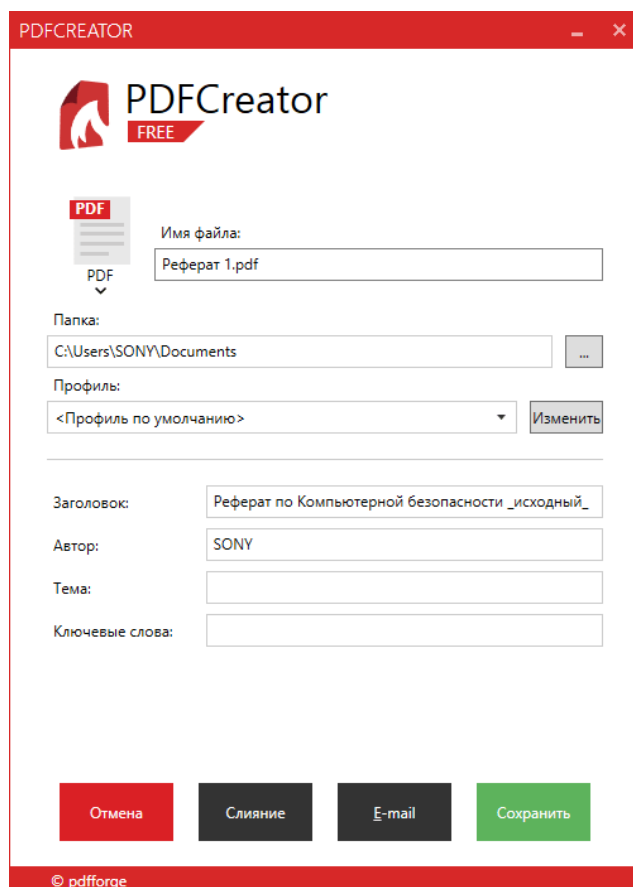 PDFCREATOR
PDFCreator
FREE
PDF
Имя файла:
PDF
Реферат 1.pdf
Папка:
C:\Users\SONY\Documents
...
Профиль:
<Профиль по умолчанию>
Изменить
Заголовок:
Реферат по Компьютерной безопасности _исходный_
Автор:
SONY
Тема:
Ключевые слова:
Отмена
Слияние
E-mail
Сохранить
© pdfforge